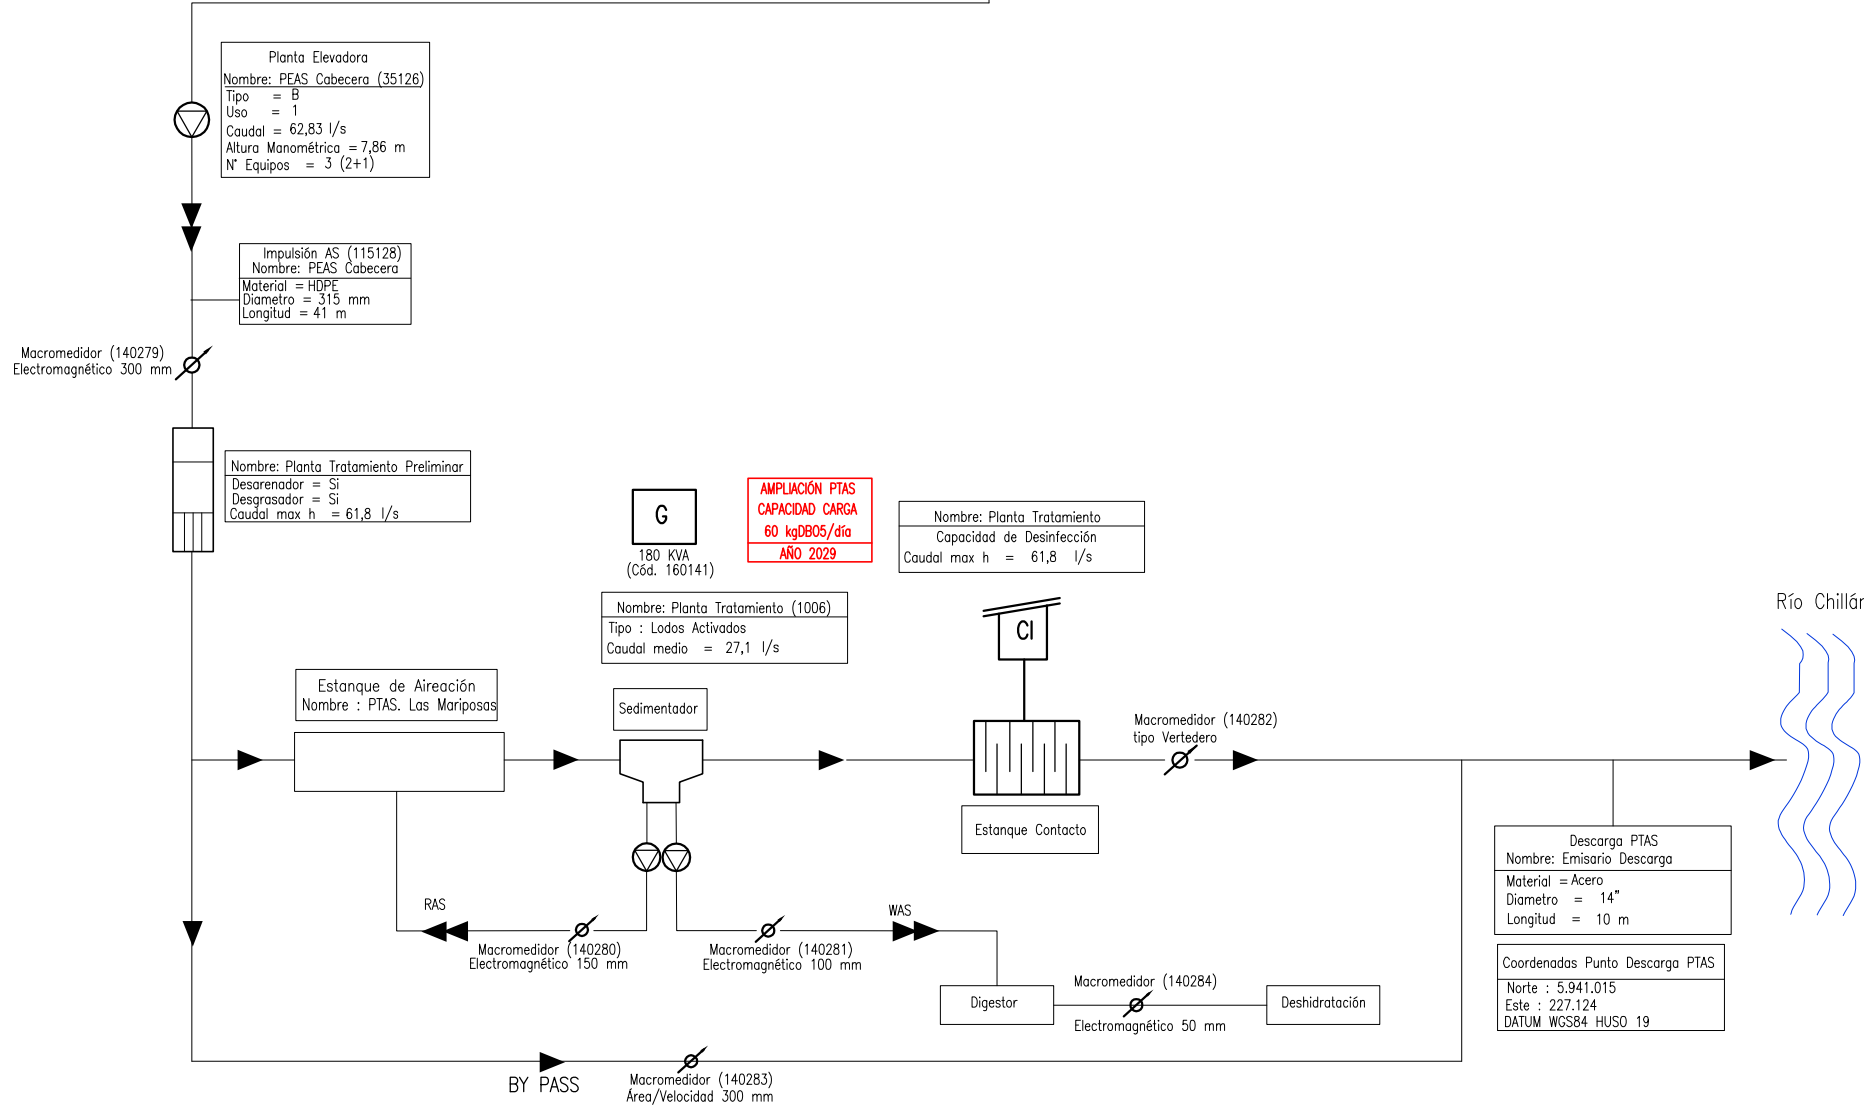 Planta Elevadora
Nombre: PEAS Cabecera (35126)
Tipo = B
Uso = 1
Caudal = 62,83 l/s
Altura Manométrica = 7,86 m
N° Equipos = 3 (2+1)
Impulsión AS (115128)
Nombre: PEAS Cabecera
Material = HDPE
Diametro = 315 mm
Longitud = 41 m
Macromedidor (140279)
Electromagnético 300 mm
Nombre: Planta Tratamiento Preliminar
Desarenador = Si
Desgrasador = Si
Caudal max h = 61,8 l/s
G
180 KVA
(Cód. 160141)
AMPLIACIÓN PTAS
CAPACIDAD CARGA
60 kgDBO5/día
AÑO 2029
Nombre: Planta Tratamiento
Capacidad de Desinfección
Caudal max h = 61,8 l/s
Nombre: Planta Tratamiento (1006)
Tipo : Lodos Activados
Caudal medio = 27,1 l/s
Cl
Río Chillán
Estanque de Aireación
Nombre : PTAS. Las Mariposas
Sedimentador
Macromedidor (140282)
tipo Vertedero
Estanque Contacto
Descarga PTAS
Nombre: Emisario Descarga
Material = Acero
Diametro = 14"
Longitud = 10 m
RAS
WAS
Macromedidor (140280)
Electromagnético 150 mm
Macromedidor (140281)
Electromagnético 100 mm
Coordenadas Punto Descarga PTAS
Norte : 5.941.015
Este : 227.124
DATUM WGS84 HUSO 19
Digestor
Macromedidor (140284)
Electromagnético 50 mm
Deshidratación
BY PASS
Macromedidor (140283)
Área/Velocidad 300 mm